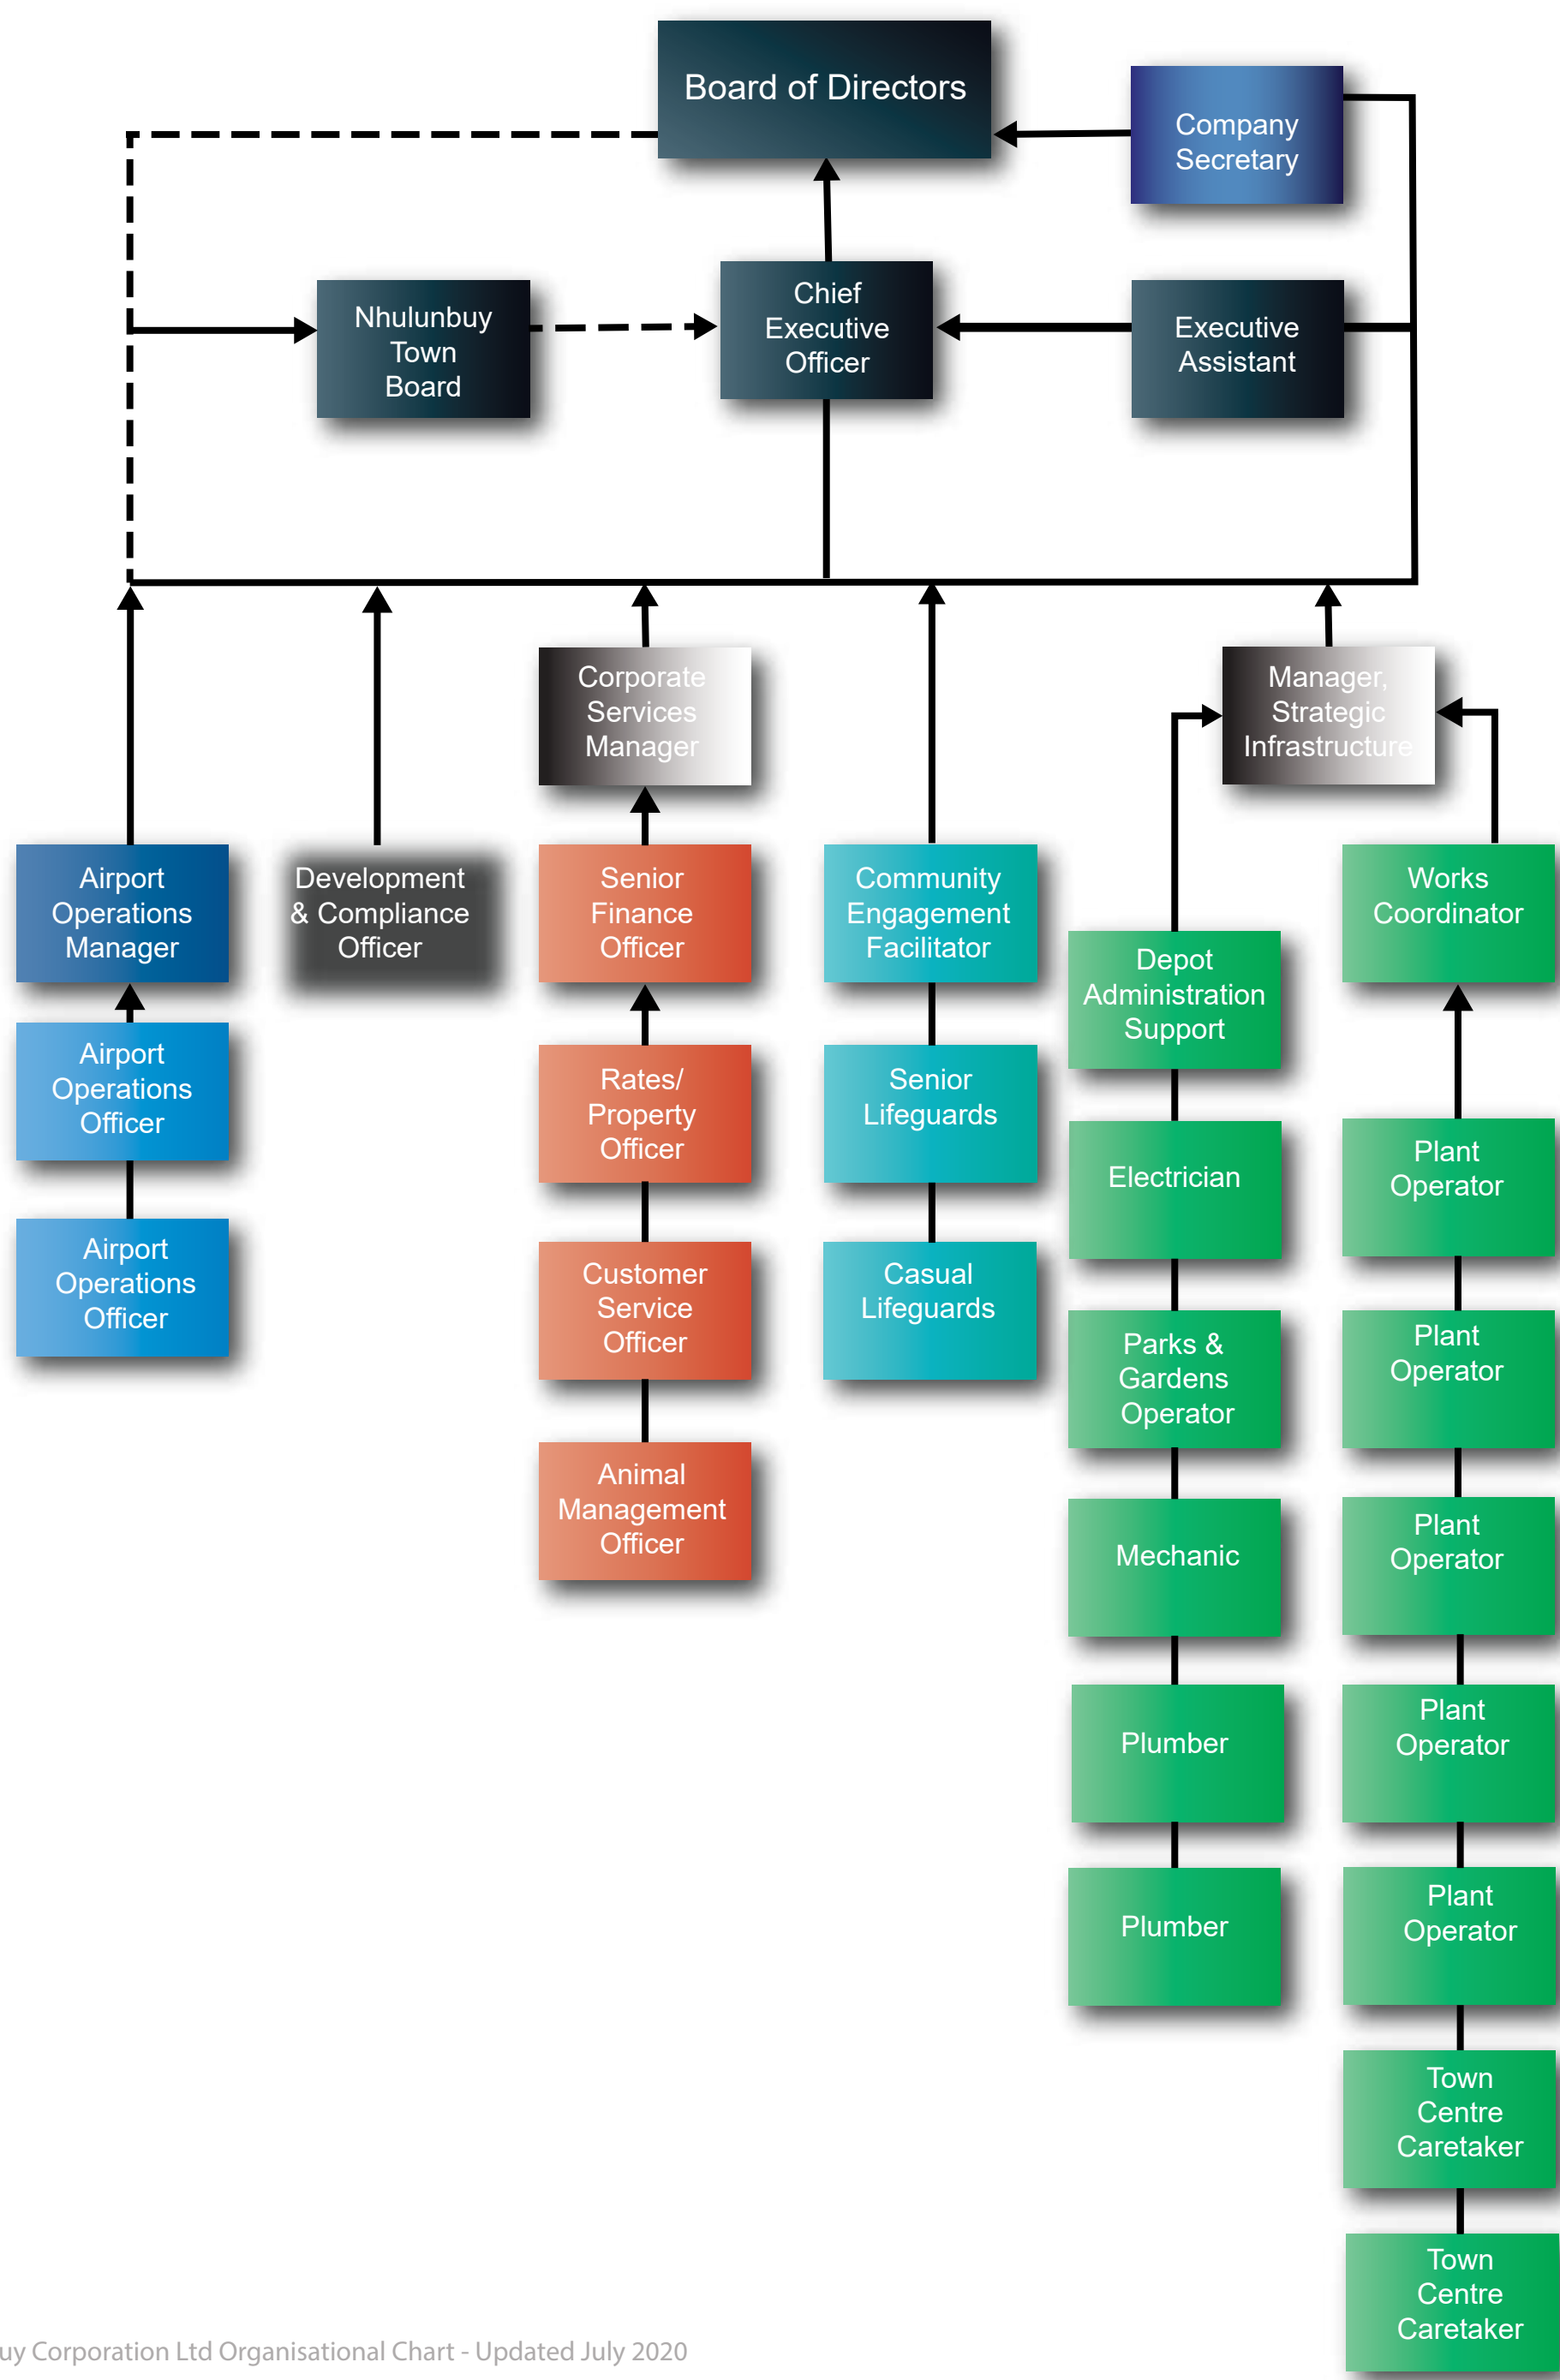 Board of Directors
Company
Secretary
Nhulunbuy
Town
Board
Chief
Executive
Officer
Executive
Assistant
Corporate
Services
Manager
Manager,
Strategic
Infrastructure
Airport
Operations
Manager
Development
& Compliance
Officer
Senior
Finance
Officer
Community
Engagement
Facilitator
Works
Coordinator
Depot
Administration
Support
Airport
Operations
Officer
Rates/
Property
Officer
Senior
Lifeguards
Electrician
Plant
Operator
Airport
Operations
Officer
Customer
Service
Officer
Casual
Lifeguards
Parks &
Gardens
Operator
Plant
Operator
Animal
Management
Officer
Mechanic
Plant
Operator
Plumber
Plant
Operator
Plumber
Plant
Operator
Town
Centre
Caretaker
Town
Centre
Caretaker
uy Corporation Ltd Organisational Chart - Updated July 2020